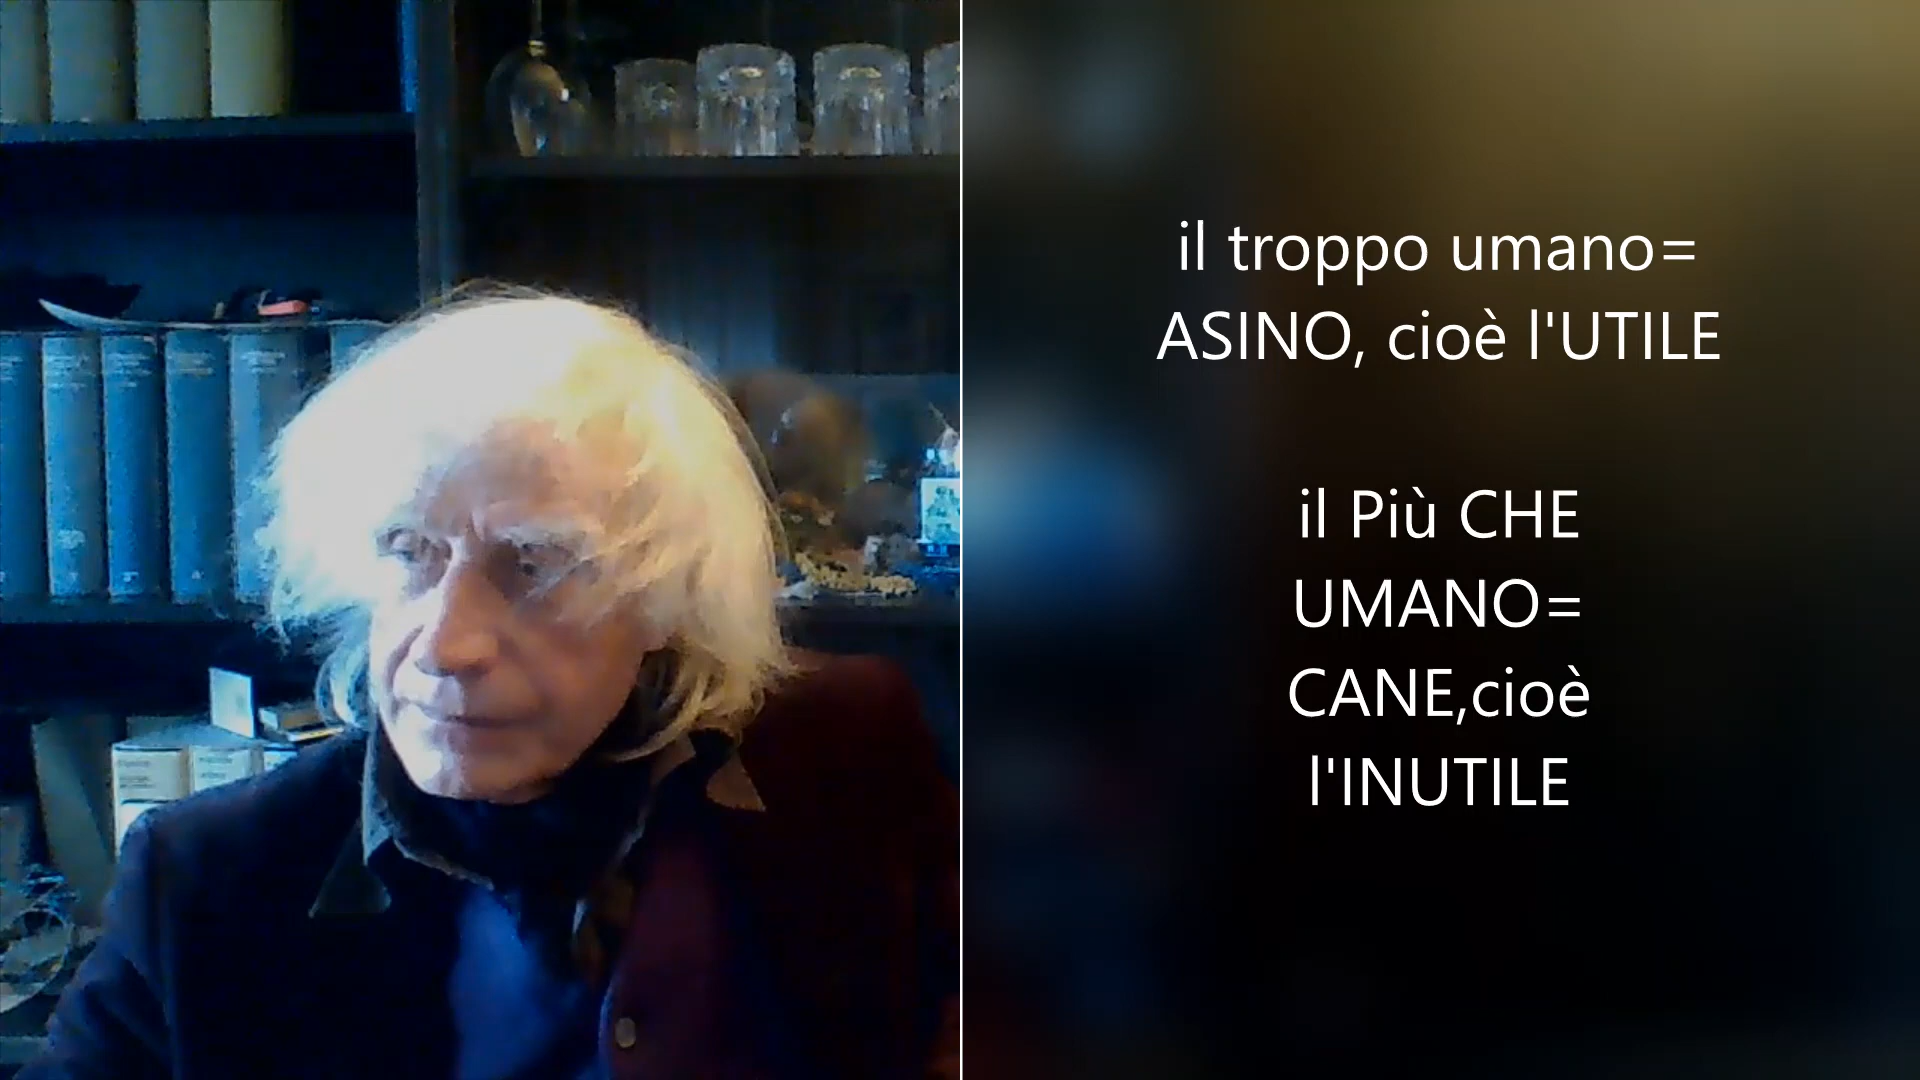 il troppo umano=
ASINO, cioè l'UTILE
il Più CHE
UMANO=
CANE,cioè
l'INUTILE